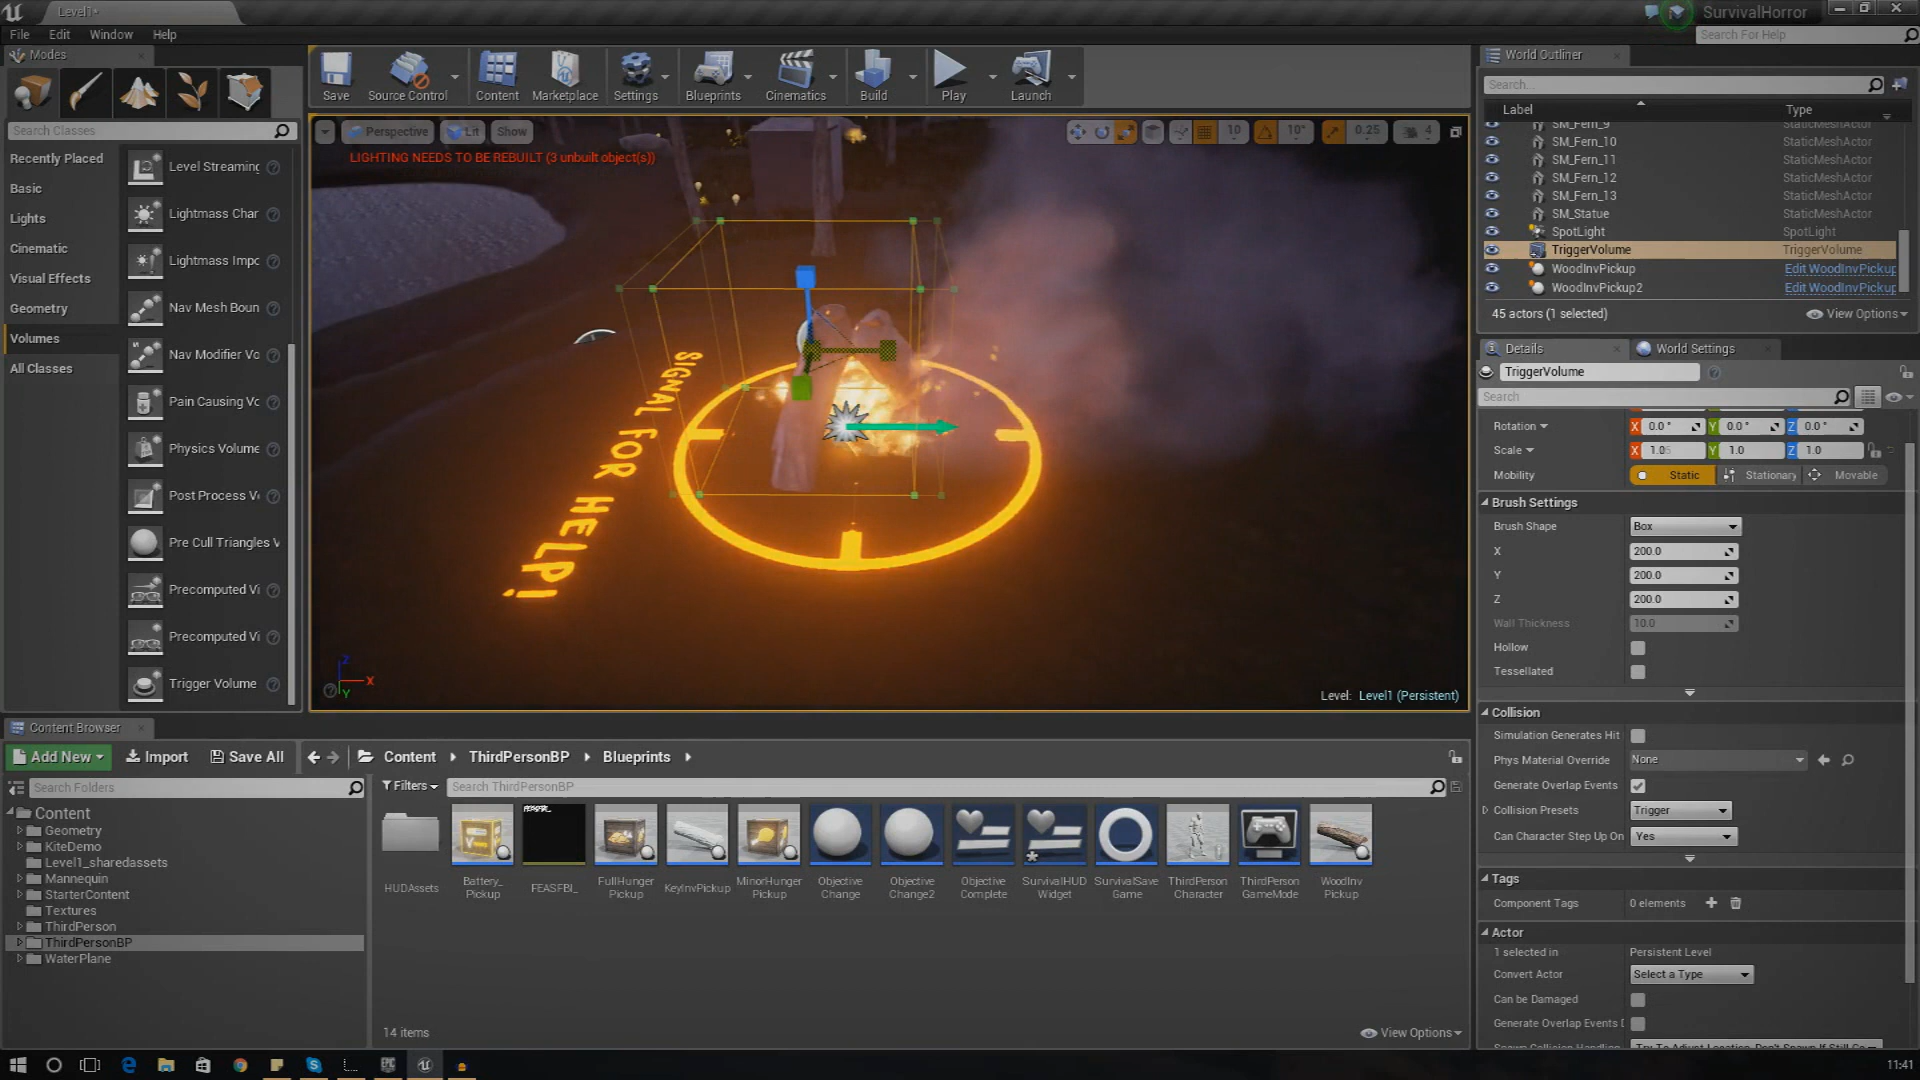 Level1*
SurvivalHorror
File Edit Window Help
Search For Help
Modes
Search Classes
Recently Placed
Basic
Lights
Cinematic
Visual Effects
Geometry
Volumes
All Classes
Level Streaming
Lightmass Char
Lightmass Impo
Nav Mesh Boun
Nav Modifier Vo
Pain Causing Vo
Physics Volume
Post Process Vo
Pre Cull Triangles V
Precomputed Vi
Precomputed Vi
Trigger Volume
Save
Source Control
Content
Marketplace
Settings
Blueprints
Cinematics
Build
Play
Launch
Perspective
Lit
Show
10
10°
0.25
4
LIGHTING NEEDS TO BE REBUILT (3 unbuilt object(s))
SIGNAL FOR HELP!
Z
X
Y
Level: Level1 (Persistent)
World Outliner
Search...
Label Type
SM_Fern_9 StaticMeshActor
SM_Fern_10 StaticMeshActor
SM_Fern_11 StaticMeshActor
SM_Fern_12 StaticMeshActor
SM_Fern_13 StaticMeshActor
SM_Statue StaticMeshActor
SpotLight SpotLight
TriggerVolume TriggerVolume
WoodInvPickup Edit WoodInvPickup
WoodInvPickup2 Edit WoodInvPickup
45 actors (1 selected)
View Options
Details
World Settings
TriggerVolume
Search
Rotation X 0.0° Y 0.0° Z 0.0°
Scale X Y 1.0 Z 1.0
Mobility Static Stationary Movable
Brush Settings
Brush Shape Box
X 200.0
Y 200.0
Z 200.0
Wall Thickness 10.0
Hollow
Tessellated
Collision
Simulation Generates Hit
Phys Material Override None
Generate Overlap Events
Collision Presets Trigger
Can Character Step Up On Yes
Tags
Component Tags 0 elements
Actor
1 selected in Persistent Level
Convert Actor Select a Type
Can be Damaged
Generate Overlap Events D
Content Browser
Add New
Import
Save All
Content
ThirdPersonBP
Blueprints
Search Folders
Filters
Search ThirdPersonBP
Content
Geometry
KiteDemo
Level1_sharedassets
Mannequin
StarterContent
Textures
ThirdPerson
ThirdPersonBP
WaterPlane
HUDAssets
Battery_
Pickup
FEASFBI_
FullHunger
Pickup
KeyInvPickup
MinorHunger
Pickup
Objective
Change
Objective
Change2
Objective
Complete
SurvivalHUD
Widget
SurvivalSave
Game
ThirdPerson
Character
ThirdPerson
GameMode
WoodInv
Pickup
14 items
View Options
11:41